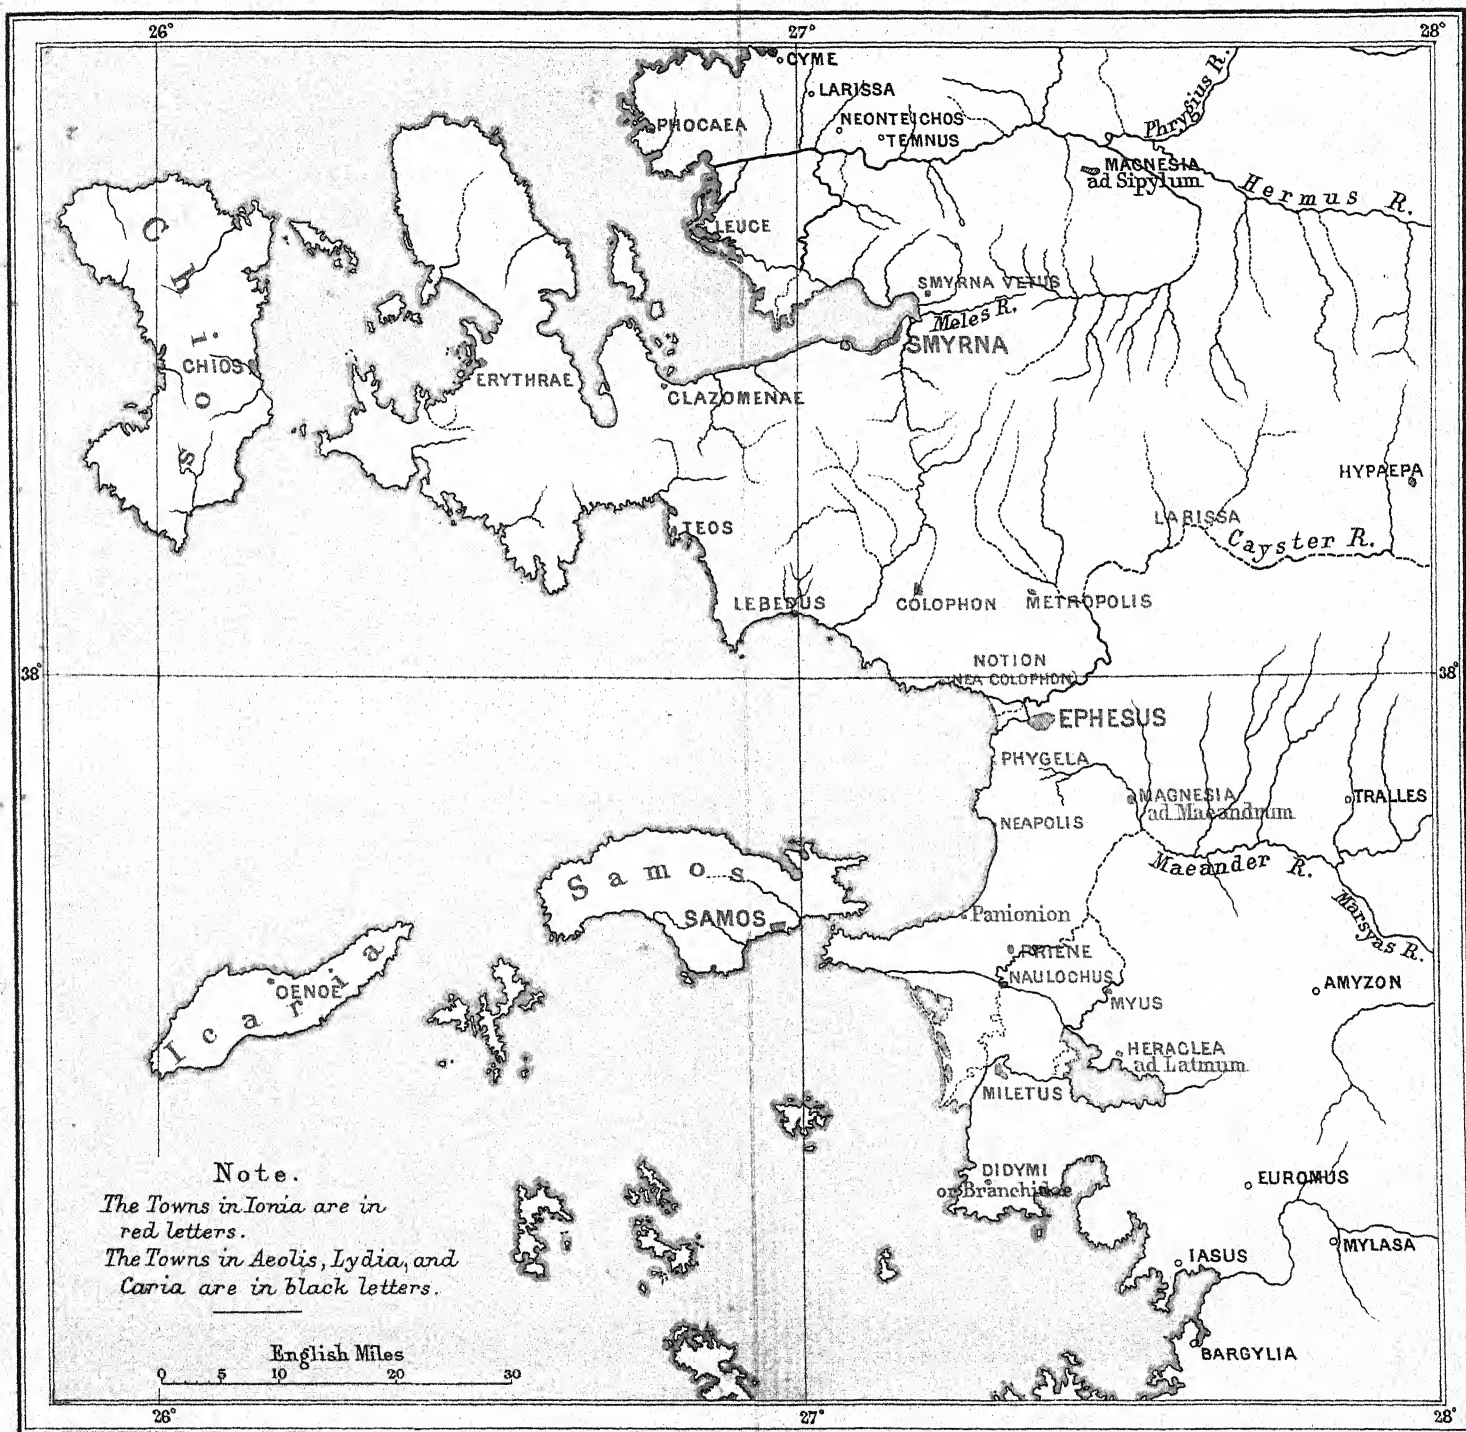 26°
27°
28°
CYME
LARISSA
NEONTEICHOS
TEMNUS
PHOCAEA
Phrygius R.
MAGNESIA
ad Sipylum
Hermus R.
LEUCE
Chios
SMYRNA VETUS
Meles R.
SMYRNA
CHIOS
ERYTHRAE
CLAZOMENAE
HYPAEPA
LARISSA
Cayster R.
TEOS
LEBEDUS
COLOPHON
METROPOLIS
38°
NOTION
(NEA COLOPHON)
38°
EPHESUS
PHYGELA
MAGNESIA
ad Maeandrum
TRALLES
NEAPOLIS
Maeander R.
Samos
SAMOS
Panionion
Marsyas R.
PRIENE
NAULOCHUS
MYUS
AMYZON
Icaria
OENOE
HERACLEA
ad Latmum
MILETUS
DIDYMI
or Branchidae
EUROMUS
MYLASA
IASUS
BARGYLIA
Note.
The Towns in Ionia are in
red letters.
The Towns in Aeolis, Lydia, and
Caria are in black letters.
English Miles
0 5 10 20 30
26°
27°
28°